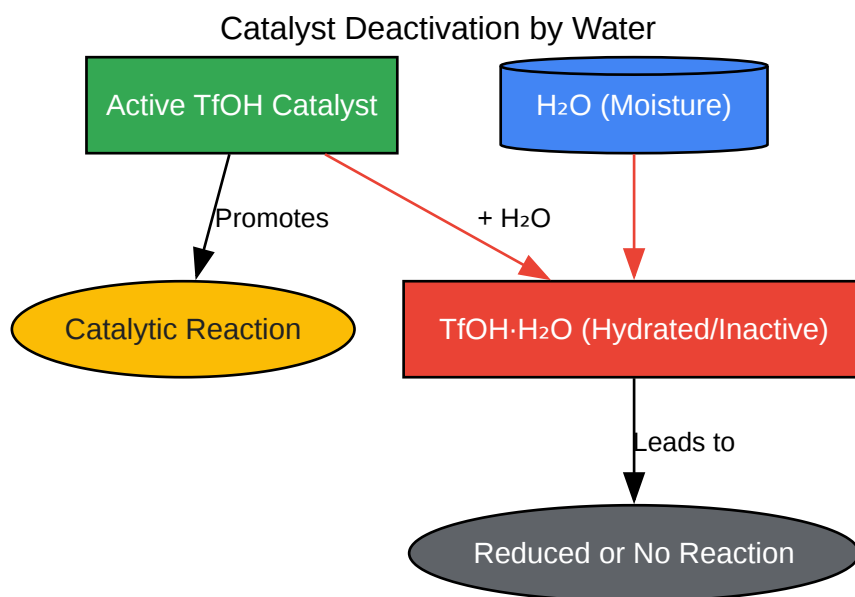 Catalyst Deactivation by Water
Active TfOH Catalyst
H₂O (Moisture)
Promotes
+ H₂O
Catalytic Reaction
TfOH·H₂O (Hydrated/Inactive)
Leads to
Reduced or No Reaction